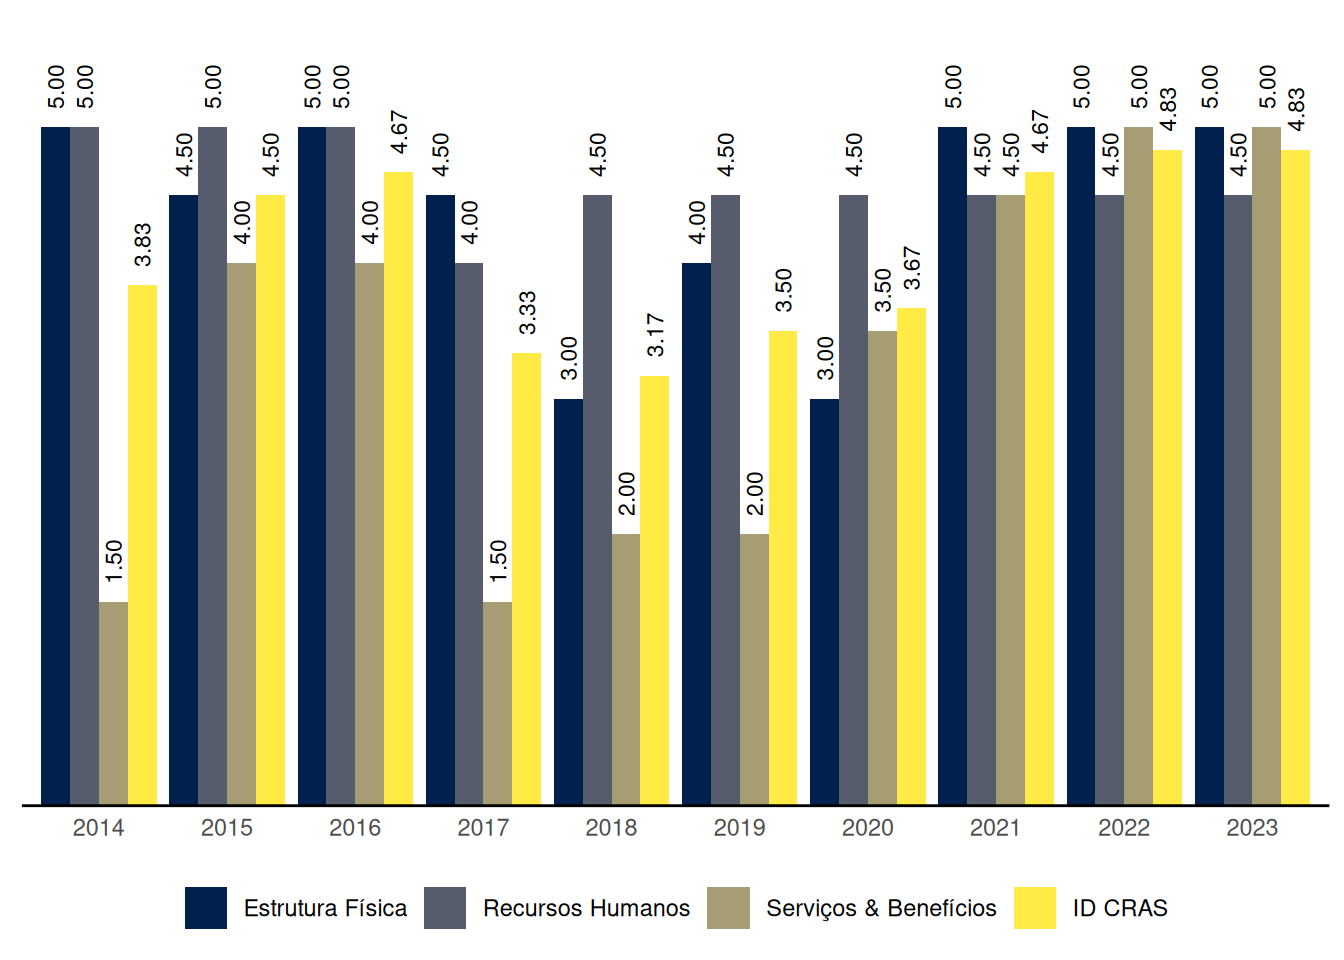 5.00 5.00 1.50 3.83
4.50 5.00 4.00 4.50
5.00 5.00 4.00 4.67
4.50 4.00 1.50 3.33
3.00 4.50 2.00 3.17
4.00 4.50 2.00 3.50
3.00 4.50 3.50 3.67
5.00 4.50 4.50 4.67
5.00 4.50 5.00 4.83
5.00 4.50 5.00 4.83
2014 2015 2016 2017 2018 2019 2020 2021 2022 2023
Estrutura Física Recursos Humanos Serviços & Benefícios ID CRAS